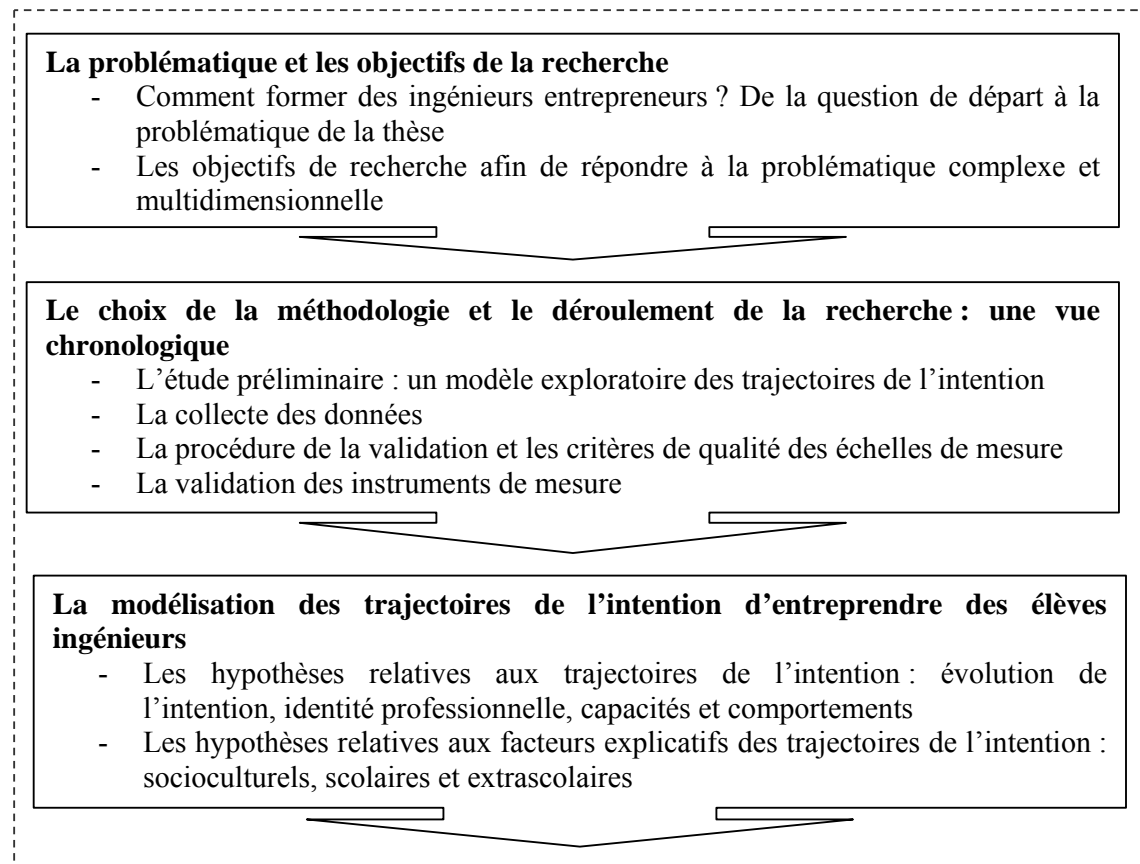 La problématique et les objectifs de la recherche
- Comment former des ingénieurs entrepreneurs ? De la question de départ à la
problématique de la thèse
- Les objectifs de recherche afin de répondre à la problématique complexe et
multidimensionnelle
Le choix de la méthodologie et le déroulement de la recherche : une vue
chronologique
- L’étude préliminaire : un modèle exploratoire des trajectoires de l’intention
- La collecte des données
- La procédure de la validation et les critères de qualité des échelles de mesure
- La validation des instruments de mesure
La modélisation des trajectoires de l’intention d’entreprendre des élèves
ingénieurs
- Les hypothèses relatives aux trajectoires de l’intention : évolution de
l’intention, identité professionnelle, capacités et comportements
- Les hypothèses relatives aux facteurs explicatifs des trajectoires de l’intention :
socioculturels, scolaires et extrascolaires